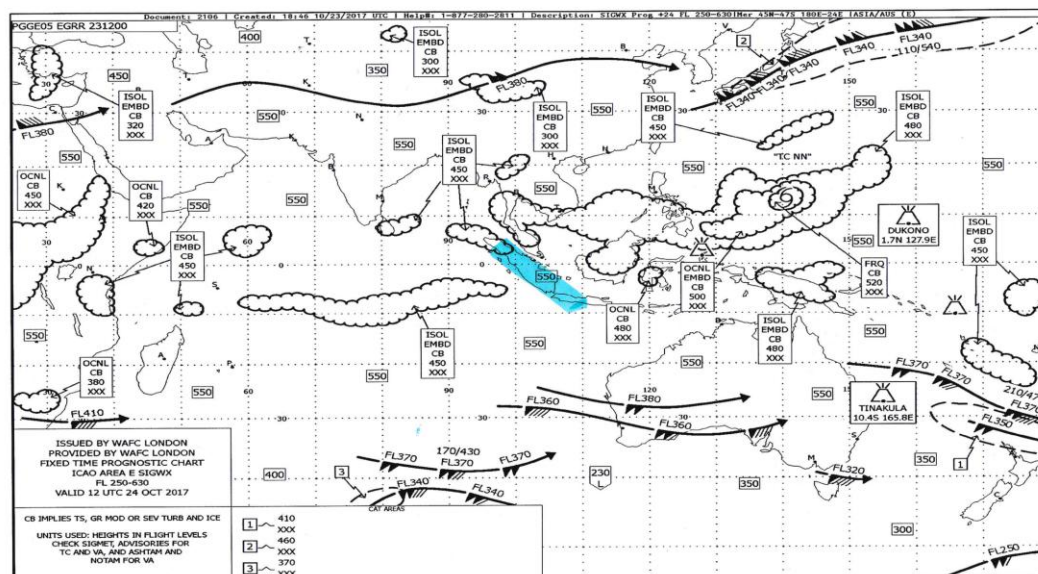 Document: 2106 | Created: 18:46 10/23/2017 UTC | Help#: 1-877-280-2811 | Description: SIGWX Prog +24 FL 250-630|Mer 45N-47S 180E-24E |ASIA/AUS (E)
PGGE05 EGRR 231200
400
ISOL
EMBD
CB
300
XXX
350
450
ISOL
EMBD
CB
320
XXX
FL380
550
FL380
ISOL
EMBD
CB
300
XXX
550
ISOL
EMBD
CB
450
XXX
FL340
FL340
FL340
FL340
FL340
110/540
2
ISOL
EMBD
CB
480
XXX
"TC NN"
550
OCNL
CB
450
XXX
OCNL
CB
420
XXX
550
ISOL
EMBD
CB
450
XXX
550
ISOL
EMBD
CB
450
XXX
550
550
DUKONO
1.7N 127.9E
550
ISOL
EMBD
CB
450
XXX
FRQ
CB
520
XXX
OCNL
EMBD
CB
500
XXX
550
OCNL
CB
480
XXX
ISOL
EMBD
CB
480
XXX
550
550
550
ISOL
EMBD
CB
450
XXX
OCNL
CB
380
XXX
550
550
550
550
FL410
FL380
FL360
FL360
FL370
FL370
210/470
FL370
FL350
TINAKULA
10.4S 165.8E
170/430
FL370
FL370
FL370
400
3
FL340
FL340
CAT AREAS
230
L
350
FL320
350
1
300
FL250
ISSUED BY WAFC LONDON
PROVIDED BY WAFC LONDON
FIXED TIME PROGNOSTIC CHART
ICAO AREA E SIGWX
FL 250-630
VALID 12 UTC 24 OCT 2017
CB IMPLIES TS, GR MOD OR SEV TURB AND ICE
UNITS USED: HEIGHTS IN FLIGHT LEVELS
CHECK SIGMET, ADVISORIES FOR
TC AND VA, AND ASHTAM AND
NOTAM FOR VA
1 410
XXX
2 460
XXX
3 370
XXX